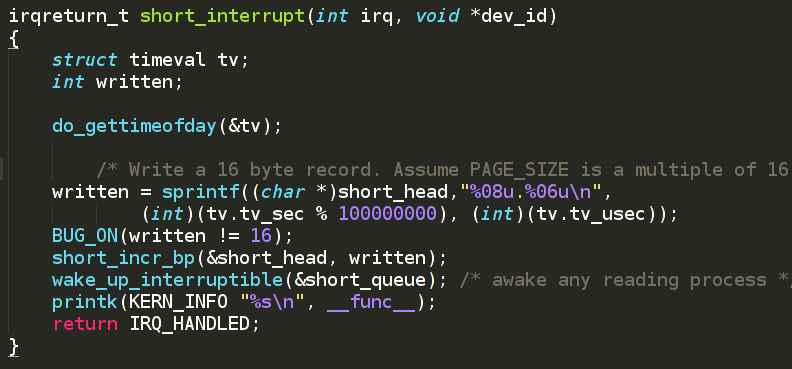 irqreturn_t short_interrupt(int irq, void *dev_id)
{
    struct timeval tv;
    int written;

    do_gettimeofday(&tv);

        /* Write a 16 byte record. Assume PAGE_SIZE is a multiple of 16
    written = sprintf((char *)short_head,"%08u.%06u\n",
            (int)(tv.tv_sec % 100000000), (int)(tv.tv_usec));
    BUG_ON(written != 16);
    short_incr_bp(&short_head, written);
    wake_up_interruptible(&short_queue); /* awake any reading process */
    printk(KERN_INFO "%s\n", __func__);
    return IRQ_HANDLED;
}